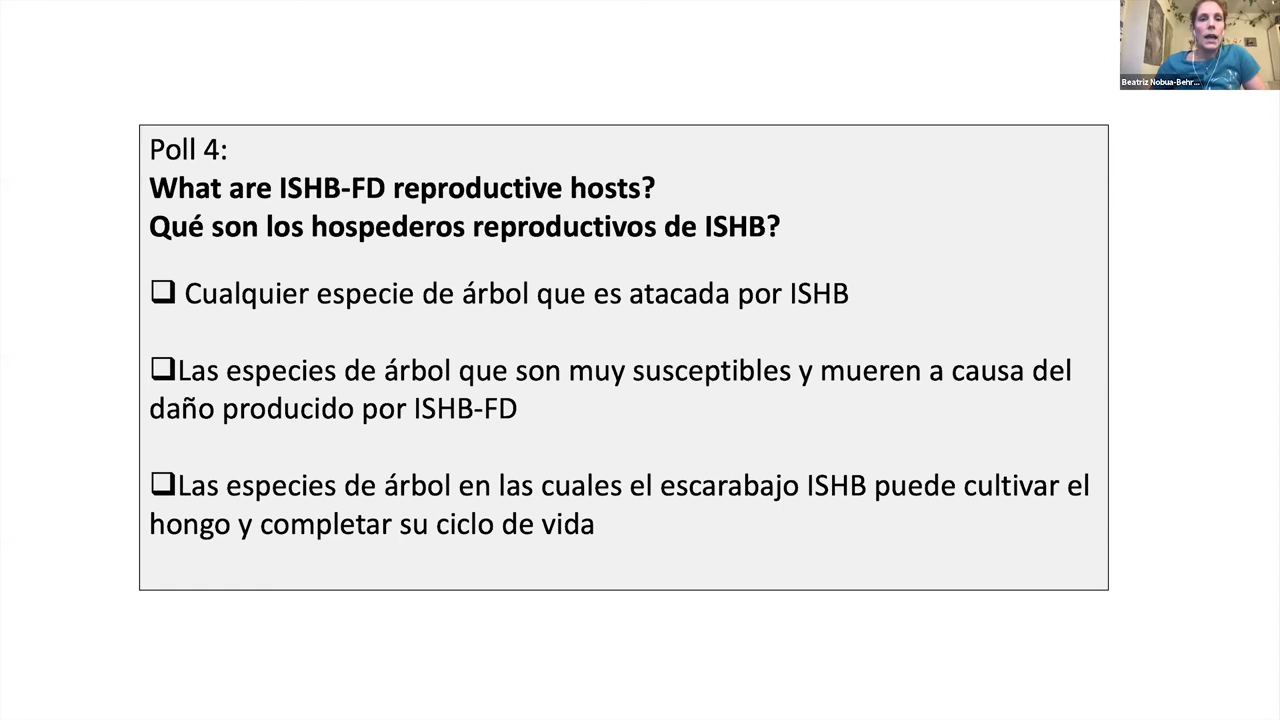 Beatriz Nobua-Behr...
Poll 4:
What are ISHB-FD reproductive hosts?
Qué son los hospederos reproductivos de ISHB?
❑ Cualquier especie de árbol que es atacada por ISHB
❑Las especies de árbol que son muy susceptibles y mueren a causa del
daño producido por ISHB-FD
❑Las especies de árbol en las cuales el escarabajo ISHB puede cultivar el
hongo y completar su ciclo de vida